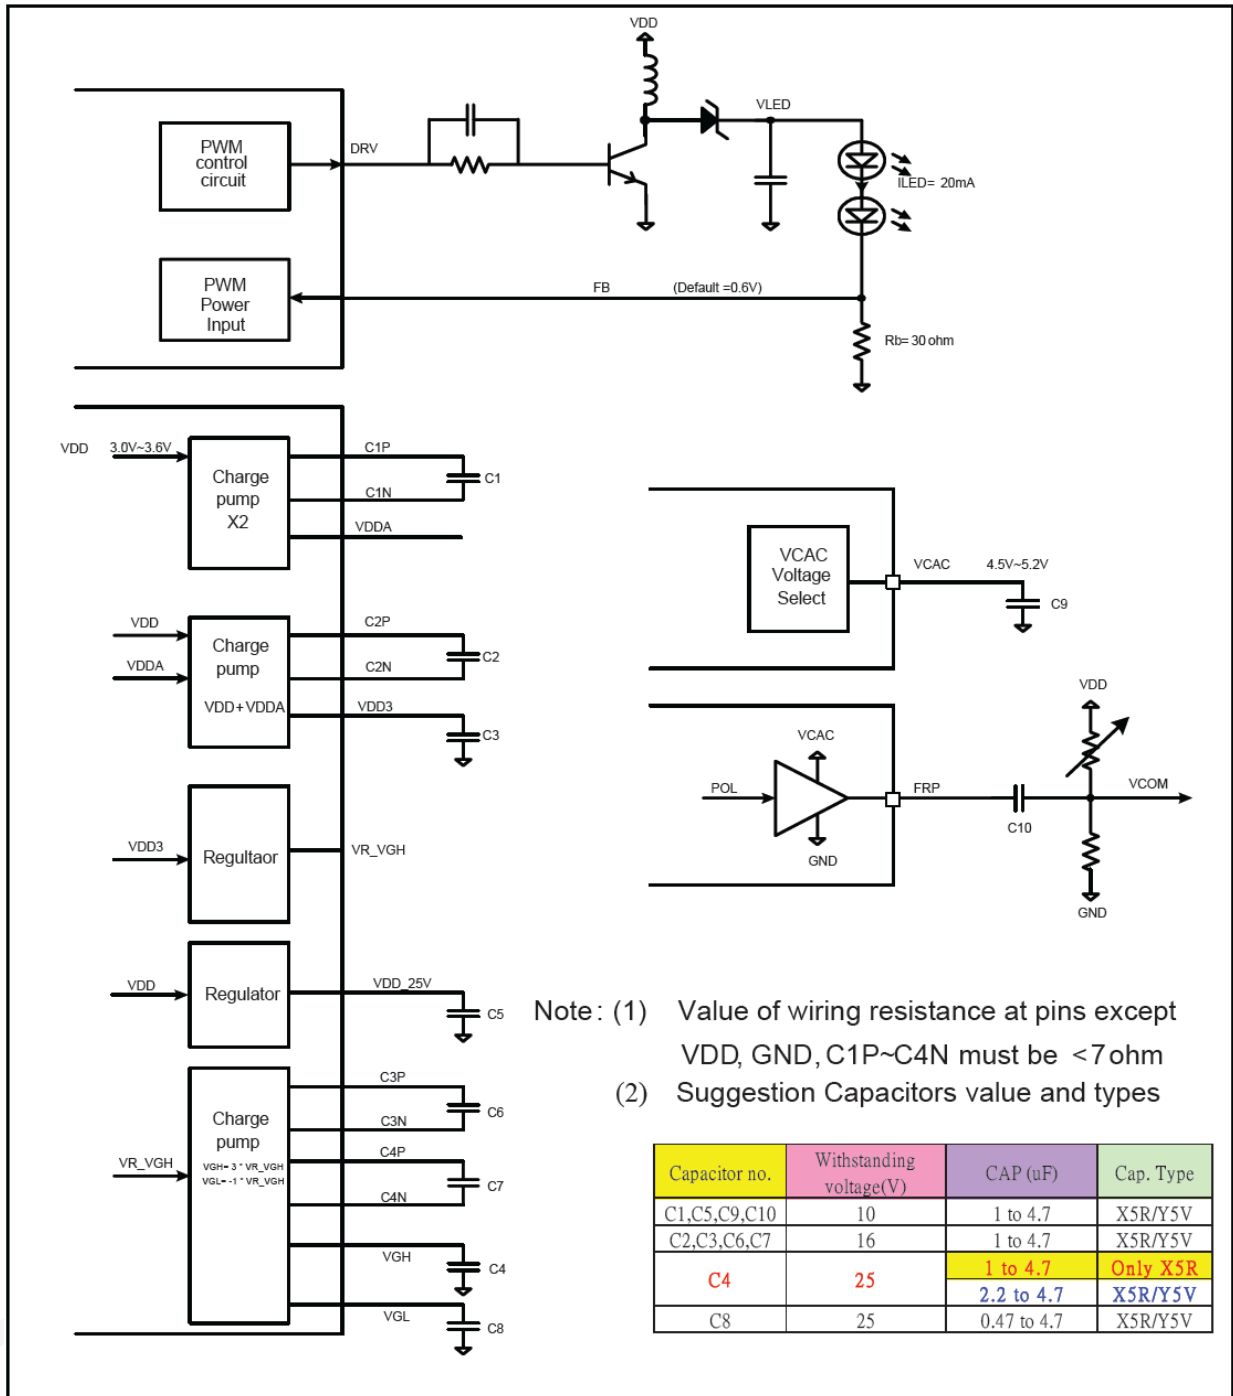 VDD
PWM
control
circuit
DRV
VLED
ILED= 20mA
PWM
Power
Input
FB (Default =0.6V)
Rb= 30 ohm
VDD 3.0V~3.6V
Charge
pump
X2
C1P
C1N
C1
VDDA
VCAC
Voltage
Select
VCAC 4.5V~5.2V
C9
VDD
VDDA
Charge
pump
VDD+VDDA
C2P
C2N
C2
VDD3
C3
POL
VCAC
GND
FRP
C10
VDD
VCOM
GND
VDD3
Regultaor
VR_VGH
VDD
Regulator
VDD_25V
C5
VR_VGH
Charge
pump
VGH= 3 * VR_VGH
VGL= -1 * VR_VGH
C3P
C3N
C6
C4P
C4N
C7
VGH
C4
VGL
C8
Note: (1) Value of wiring resistance at pins except
VDD, GND, C1P~C4N must be <7ohm
(2) Suggestion Capacitors value and types
Capacitor no. Withstanding voltage(V) CAP (uF) Cap. Type
C1,C5,C9,C10 10 1 to 4.7 X5R/Y5V
C2,C3,C6,C7 16 1 to 4.7 X5R/Y5V
C4 25 1 to 4.7 Only X5R
2.2 to 4.7 X5R/Y5V
C8 25 0.47 to 4.7 X5R/Y5V